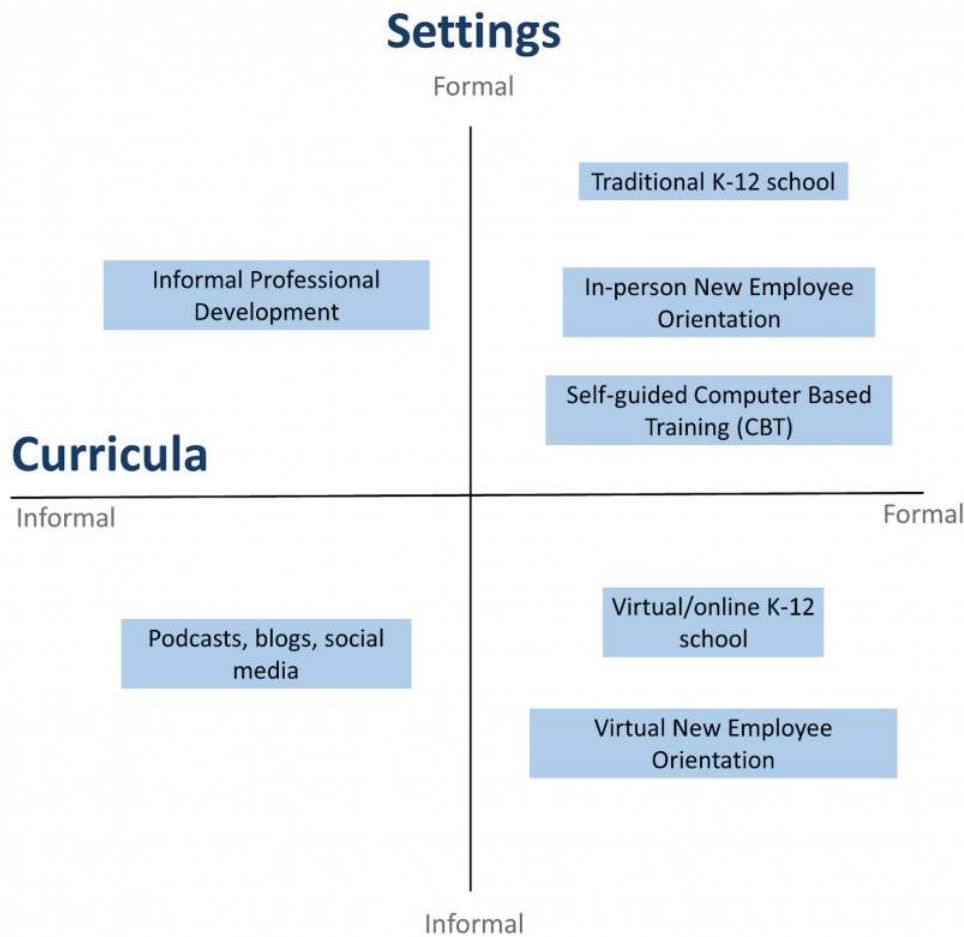 Settings
Formal
Traditional K-12 school
Informal Professional
Development
In-person New Employee
Orientation
Self-guided Computer Based
Training (CBT)
Curricula
Informal
Formal
Virtual/online K-12
school
Podcasts, blogs, social
media
Virtual New Employee
Orientation
Informal